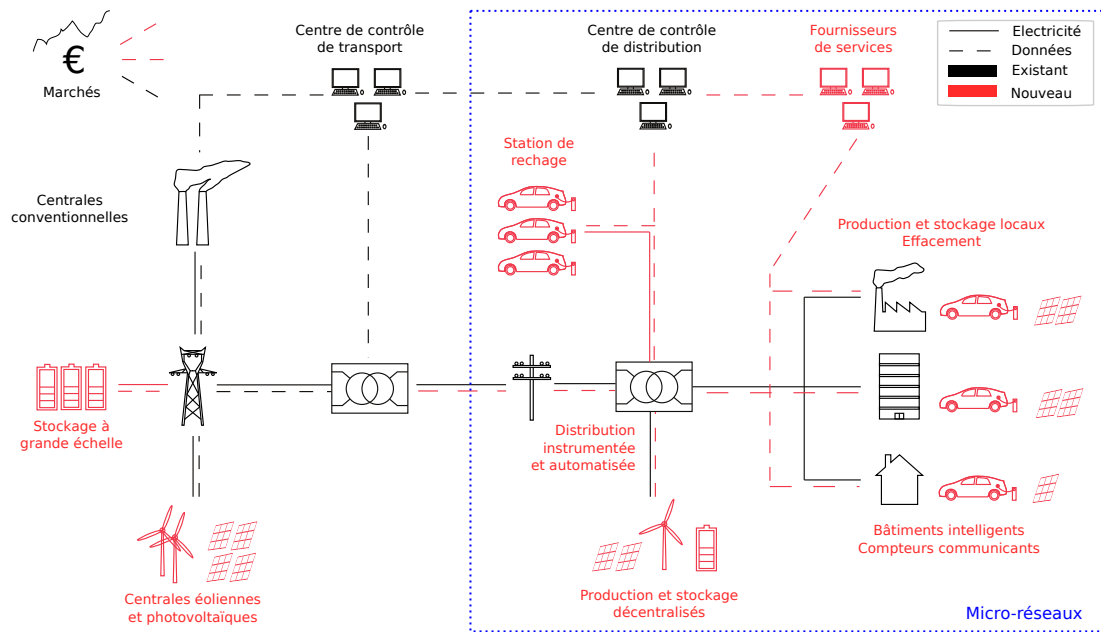 €
Marchés
Centre de contrôle
de transport
Centre de contrôle
de distribution
Fournisseurs
de services
Electricité
Données
Existant
Nouveau
Station de
rechage
Centrales
conventionnelles
Production et stockage locaux
Effacement
Stockage à
grande échelle
Distribution
instrumentée
et automatisée
Bâtiments intelligents
Compteurs communicants
Centrales éoliennes
et photovoltaïques
Production et stockage
décentralisés
Micro-réseaux